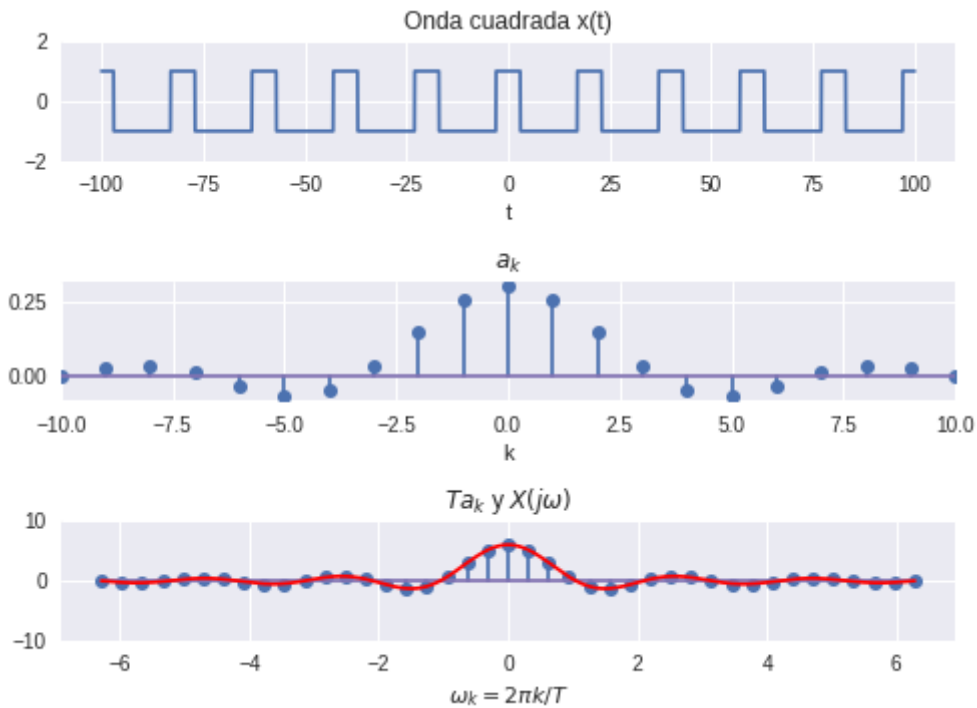 Onda cuadrada x(t)
2
0
−2
−100 −75 −50 −25 0 25 50 75 100
t
a_k
0.25
0.00
−10.0 −7.5 −5.0 −2.5 0.0 2.5 5.0 7.5 10.0
k
Ta_k y X(jω)
10
0
−10
−6 −4 −2 0 2 4 6
ω_k = 2πk/T